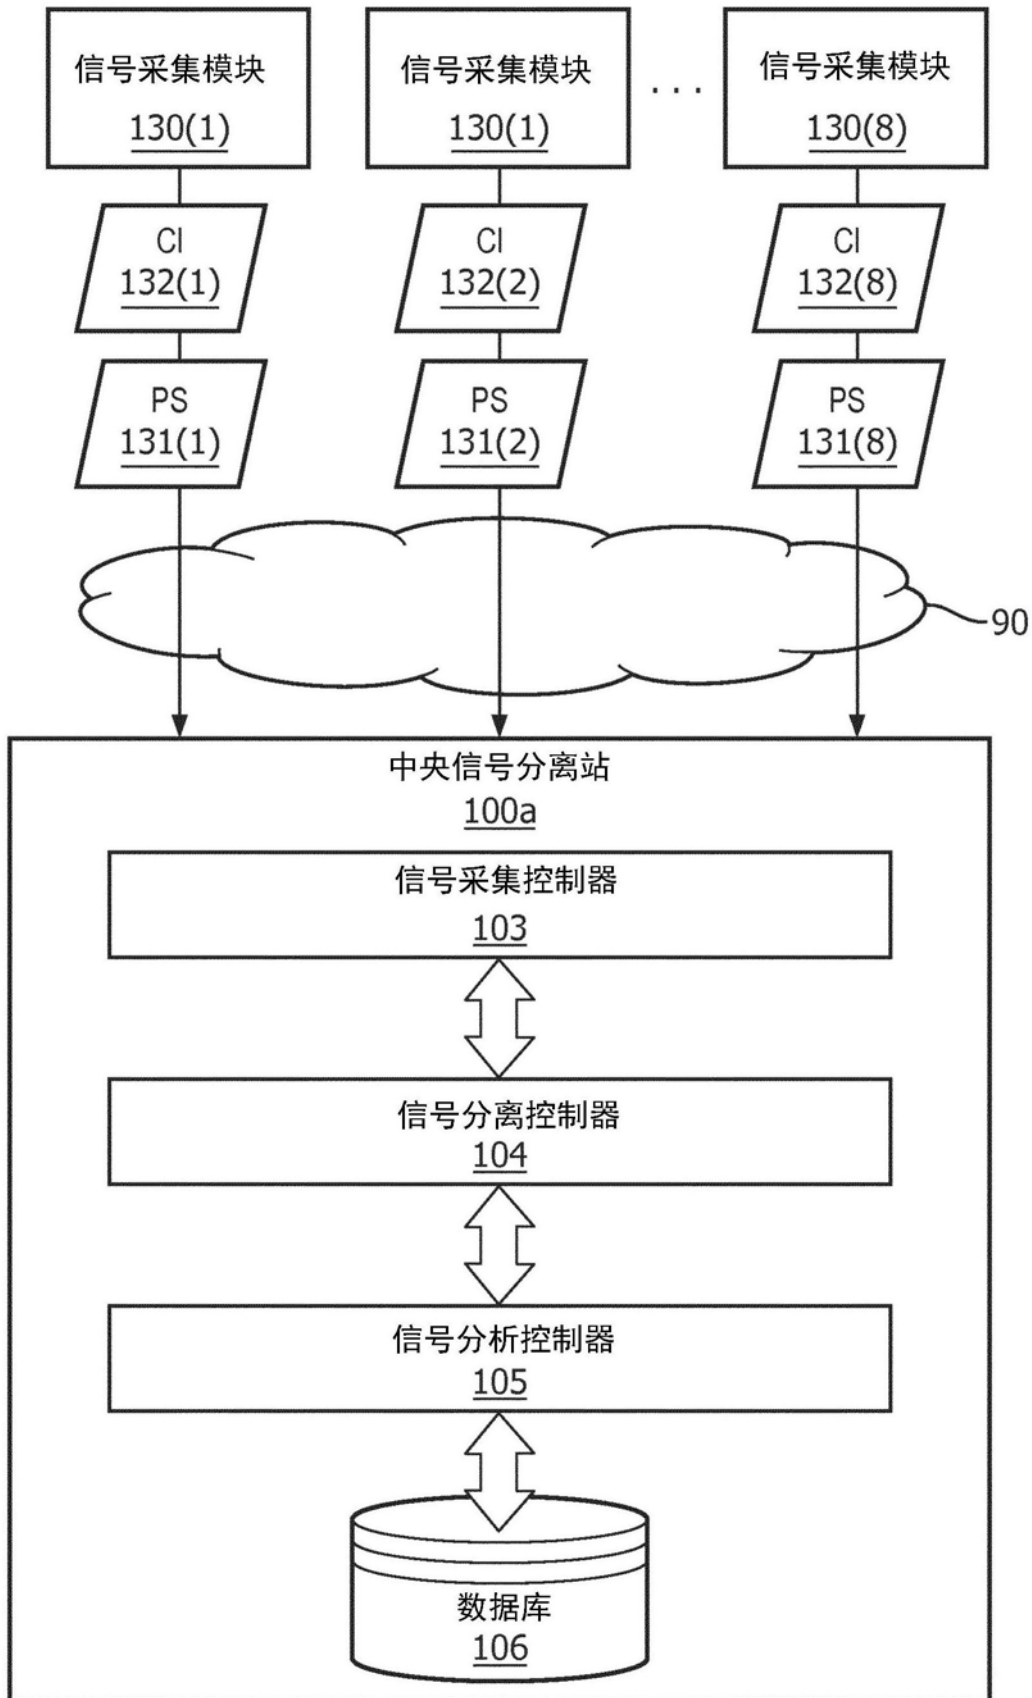 信号采集模块
130(1)
信号采集模块
130(1)
. . .
信号采集模块
130(8)
CI
132(1)
CI
132(2)
CI
132(8)
PS
131(1)
PS
131(2)
PS
131(8)
90
中央信号分离站
100a
信号采集控制器
103
信号分离控制器
104
信号分析控制器
105
数据库
106